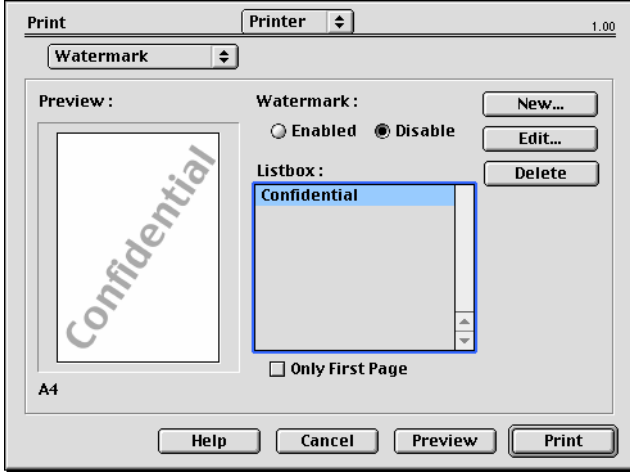 Print
Printer
1.00
Watermark
Preview :
Confidential
A4
Watermark :
Enabled
Disable
Listbox :
Confidential
Only First Page
New...
Edit...
Delete
Help
Cancel
Preview
Print